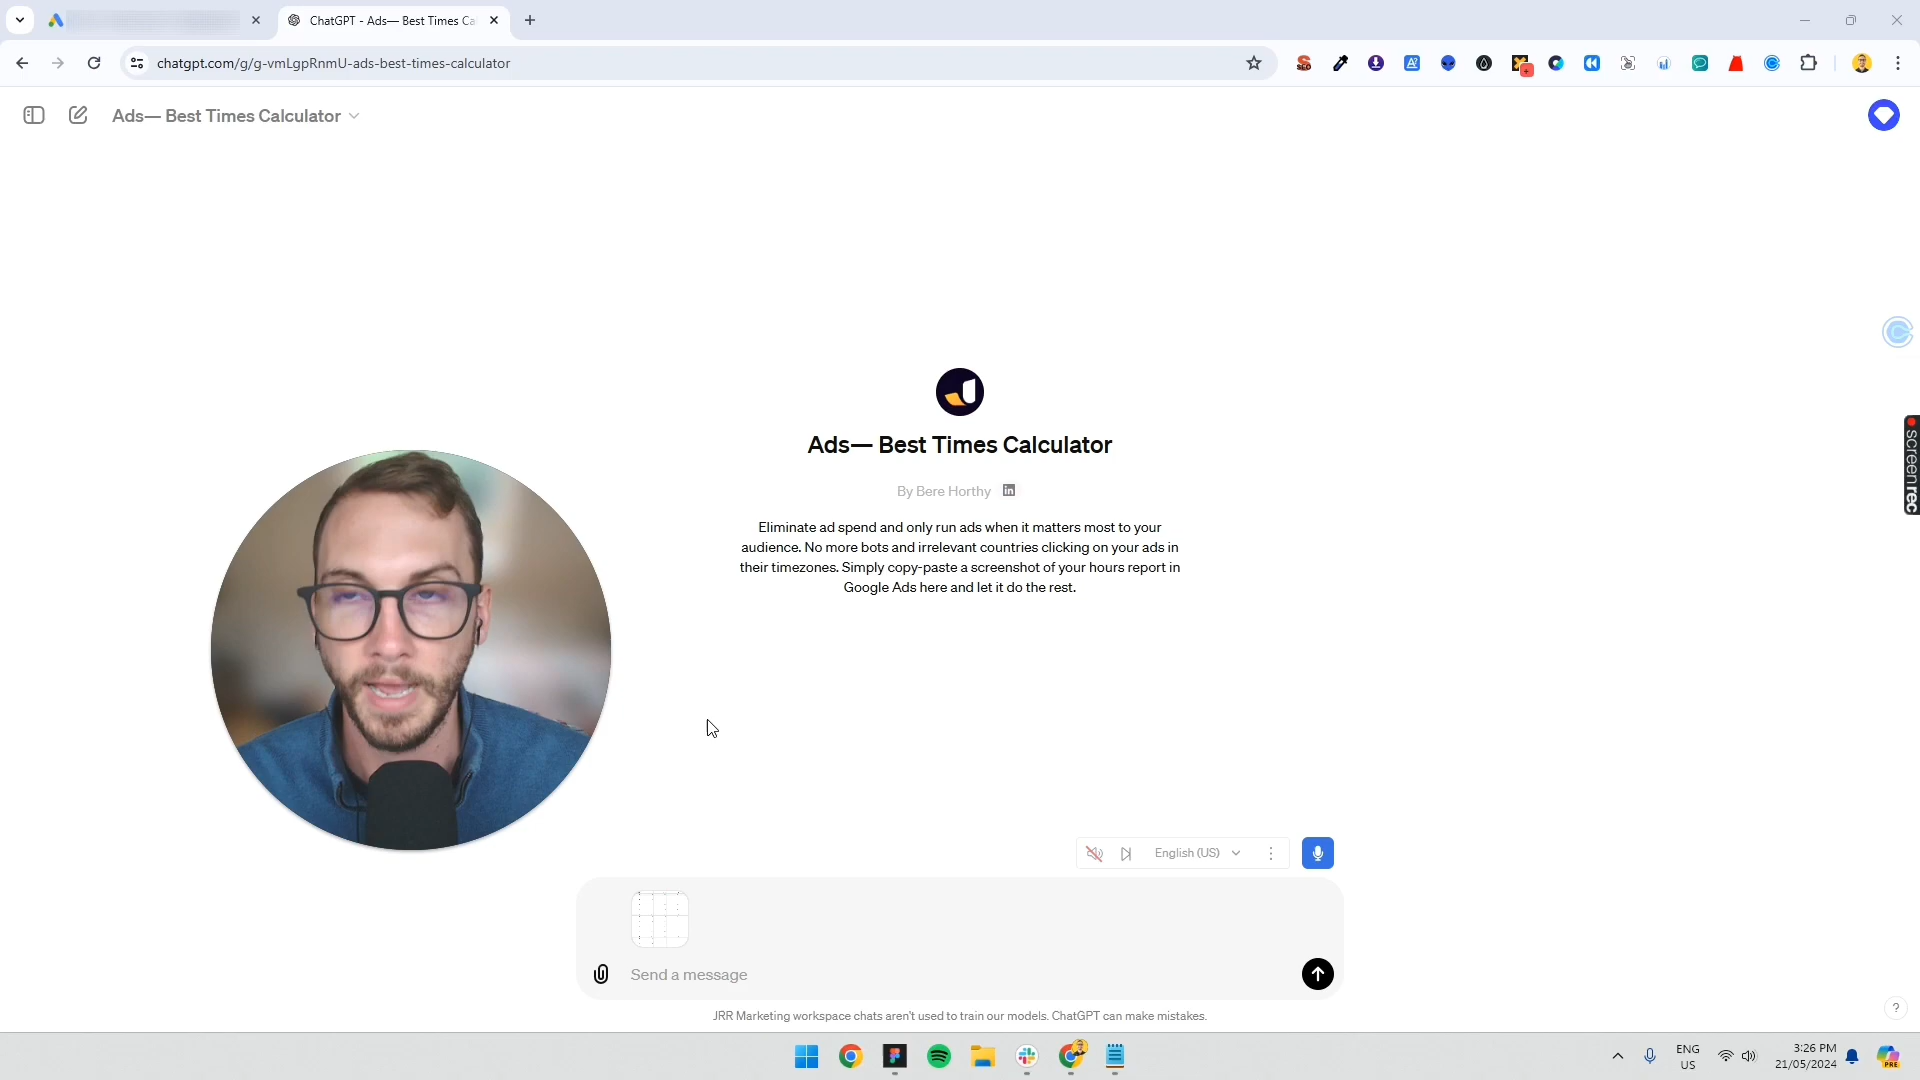 ChatGPT - Ads— Best Times Ca
chatgpt.com/g/g-vmLgpRnmU-ads-best-times-calculator
Ads— Best Times Calculator
Ads— Best Times Calculator
By Bere Horthy
Eliminate ad spend and only run ads when it matters most to your
audience. No more bots and irrelevant countries clicking on your ads in
their timezones. Simply copy-paste a screenshot of your hours report in
Google Ads here and let it do the rest.
screenrec
English (US)
Send a message
JRR Marketing workspace chats aren't used to train our models. ChatGPT can make mistakes.
?
ENG
US
3:26 PM
21/05/2024
PRE